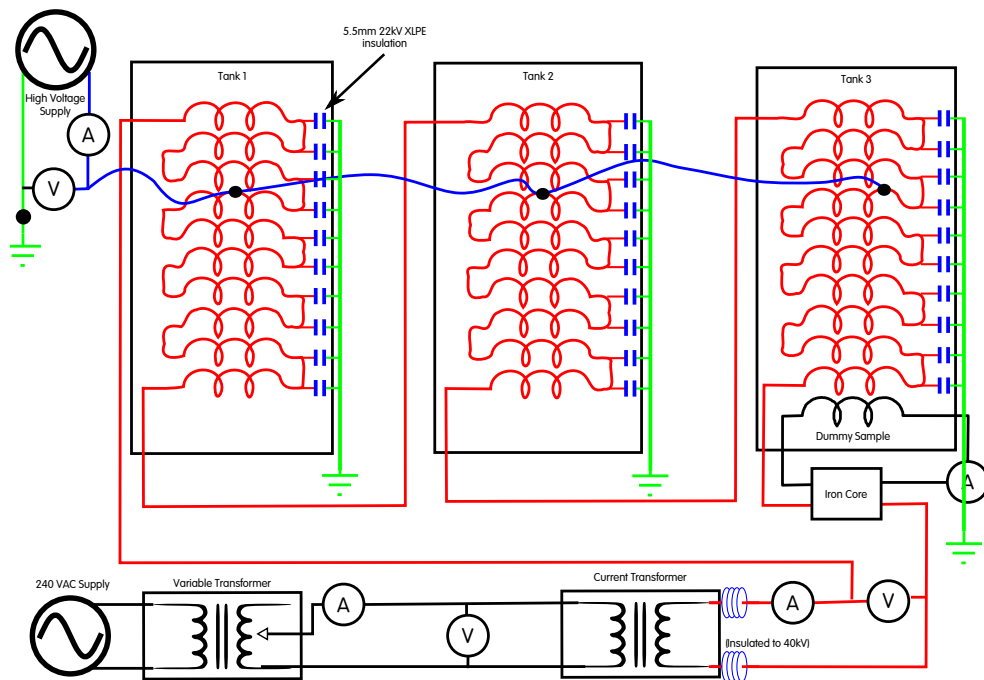 5.5mm 22kV XLPE
insulation
Tank 1
Tank 2
Tank 3
High Voltage
Supply
A
V
Dummy Sample
A
Iron Core
240 VAC Supply
Variable Transformer
Current Transformer
A
V
A
V
(Insulated to 40kV)